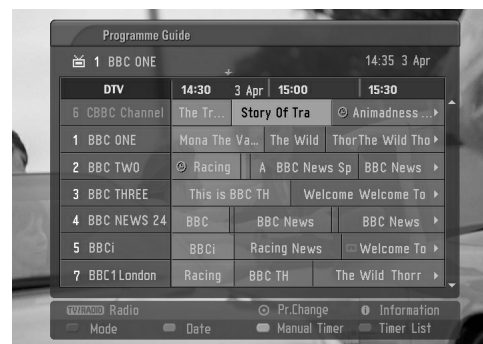 Programme Guide
1 BBC ONE 14:35 3 Apr
DTV 14:30 3 Apr 15:00 15:30
6 CBBC Channel The Tr... Story Of Tra Animadness ...
1 BBC ONE Mona The Va... The Wild Thor The Wild Tho
2 BBC TWO Racing A BBC News Sp BBC News
3 BBC THREE This is BBC TH Welcome Welcome To
4 BBC NEWS 24 BBC BBC News BBC News
5 BBCi BBCi Racing News Welcome To
7 BBC1 London Racing BBC TH The Wild Thorr
TV/RADIO Radio Pr.Change Information
Mode Date Manual Timer Timer List